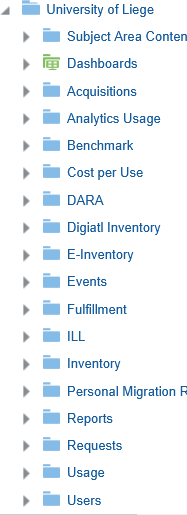 University of Liege
Subject Area Conten
Dashboards
Acquisitions
Analytics Usage
Benchmark
Cost per Use
DARA
Digiatl Inventory
E-Inventory
Events
Fulfillment
ILL
Inventory
Personal Migration R
Reports
Requests
Usage
Users